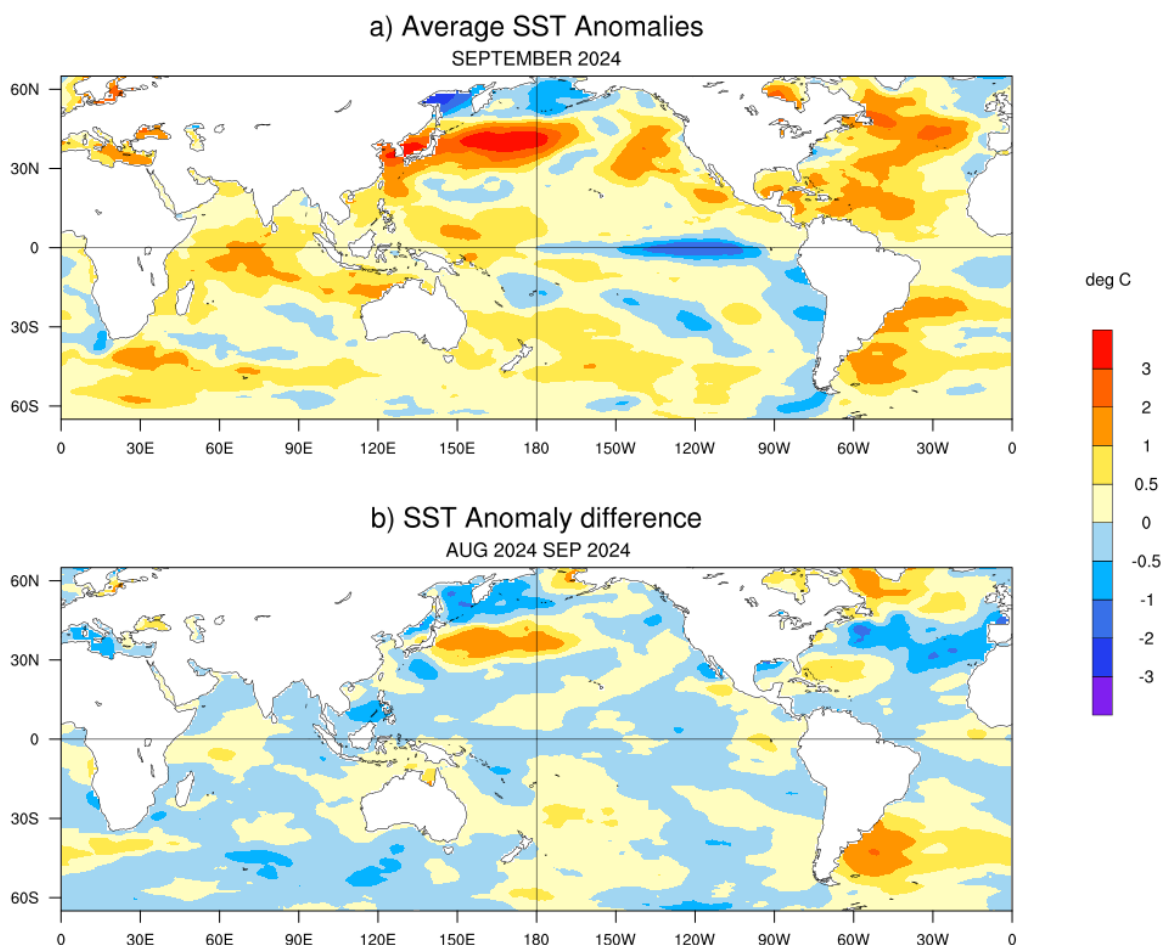 a) Average SST Anomalies
SEPTEMBER 2024
60N
30N
0
30S
60S
0 30E 60E 90E 120E 150E 180 150W 120W 90W 60W 30W 0
deg C
3
2
1
0.5
0
-0.5
-1
-2
-3
b) SST Anomaly difference
AUG 2024 SEP 2024
60N
30N
0
30S
60S
0 30E 60E 90E 120E 150E 180 150W 120W 90W 60W 30W 0